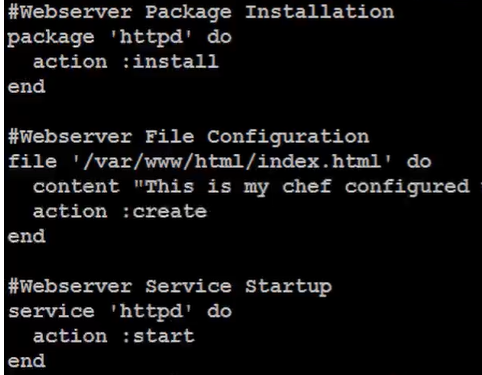 #Webserver Package Installation
package 'httpd' do
  action :install
end

#Webserver File Configuration
file '/var/www/html/index.html' do
  content "This is my chef configured
  action :create
end

#Webserver Service Startup
service 'httpd' do
  action :start
end